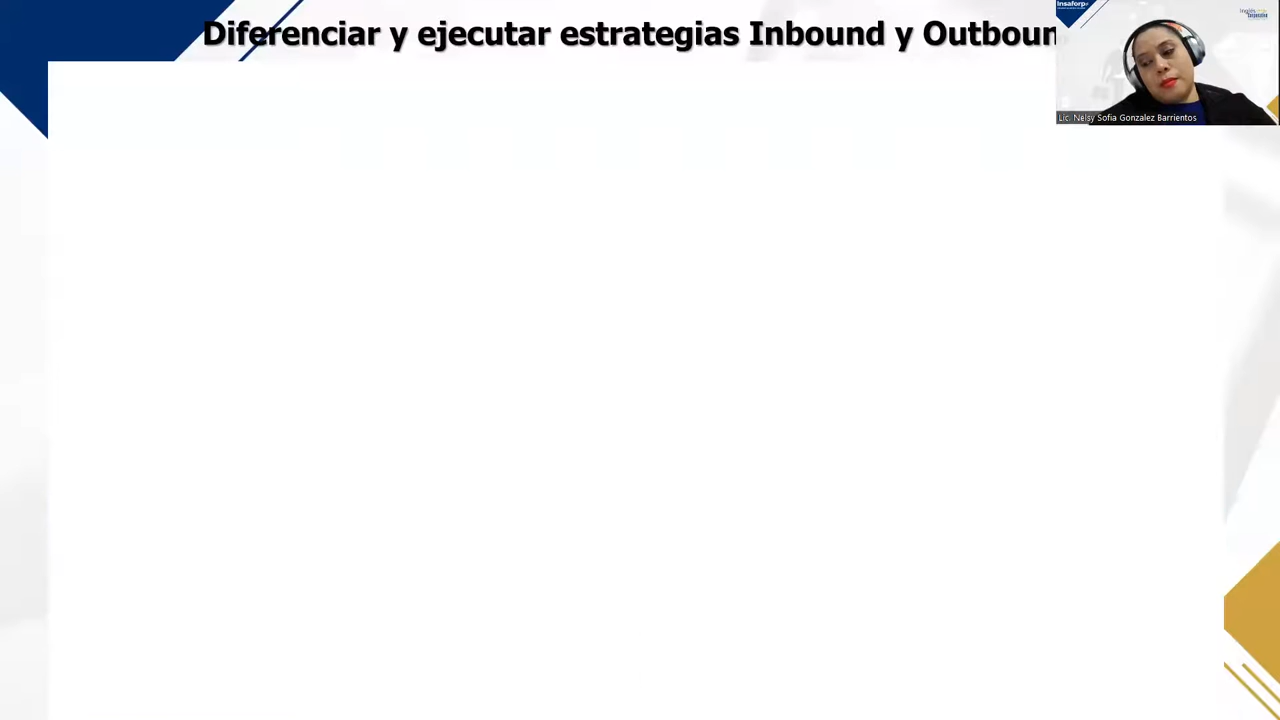 Diferenciar y ejecutar estrategias Inbound y Outboun
Insaforp
Lic. Nelsy Sofia Gonzalez Barrientos